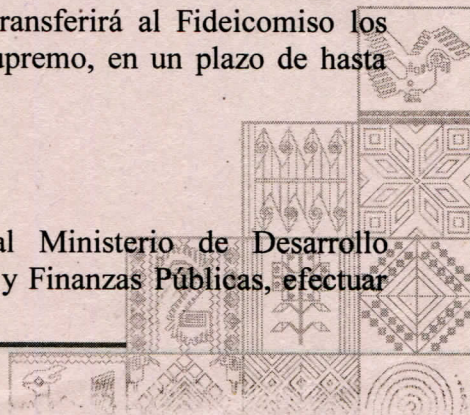 ransferirá al Fideicomiso los
upremo, en un plazo de hasta
al Ministerio de Desarrollo
y Finanzas Públicas, efectuar